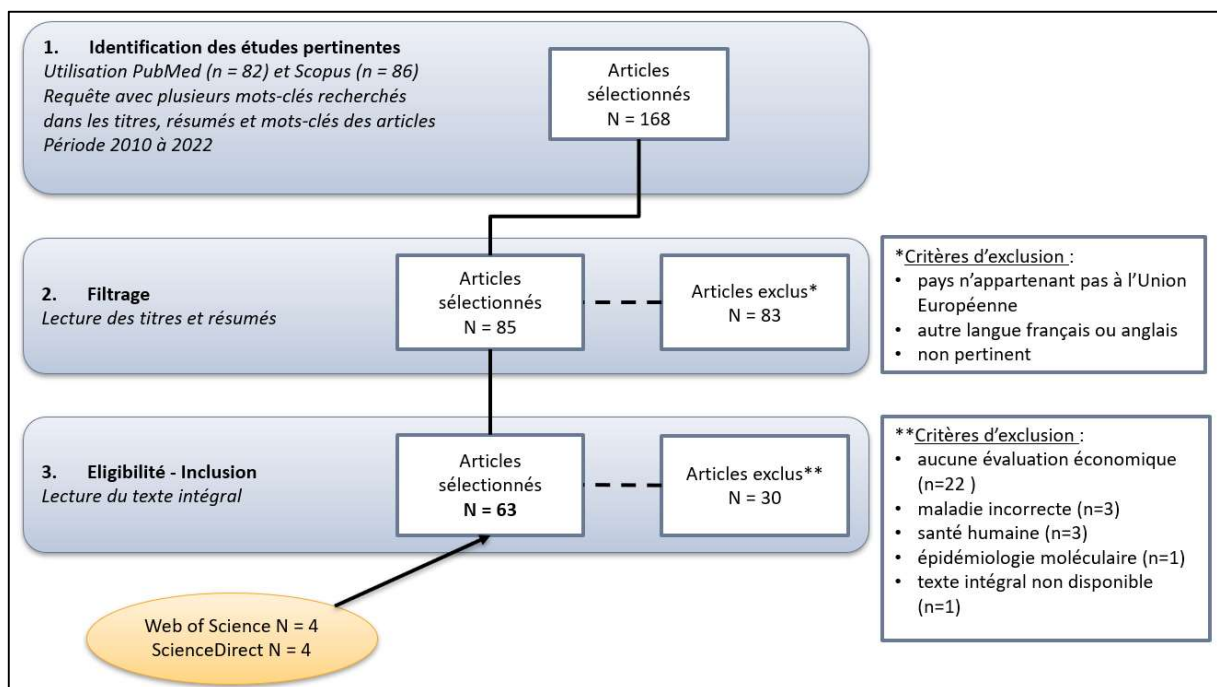 1. Identification des études pertinentes
Utilisation PubMed (n = 82) et Scopus (n = 86)
Requête avec plusieurs mots-clés recherchés
dans les titres, résumés et mots-clés des articles
Période 2010 à 2022
Articles
sélectionnés
N = 168
2. Filtrage
Lecture des titres et résumés
Articles
sélectionnés
N = 85
Articles exclus*
N = 83
*Critères d'exclusion :
• pays n'appartenant pas à l'Union
Européenne
• autre langue français ou anglais
• non pertinent
3. Eligibilité - Inclusion
Lecture du texte intégral
Articles
sélectionnés
N = 63
Articles exclus**
N = 30
**Critères d'exclusion :
• aucune évaluation économique
(n=22 )
• maladie incorrecte (n=3)
• santé humaine (n=3)
• épidémiologie moléculaire (n=1)
• texte intégral non disponible
(n=1)
Web of Science N = 4
ScienceDirect N = 4